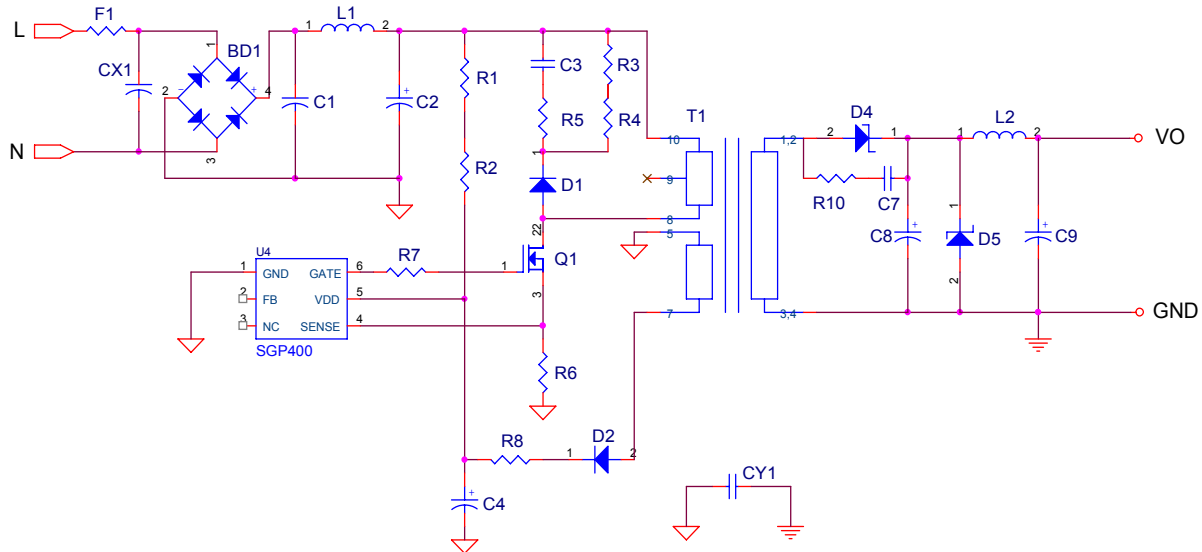 F1
L
BD1
CX1
1
2
-
+
4
3
N
1
L1
2
C1
+
C2
R1
R2
C3
R5
R3
R4
1
D1
22
1
Q1
3
R7
U4
1
GND
GATE
6
2
FB
VDD
5
3
NC
SENSE
4
SGP400
R6
R8
1
D2
2
+
C4
T1
10
9
8
5
7
1,2
3,4
2
D4
1
R10
C7
+
C8
1
D5
2
1
L2
2
+
C9
VO
GND
CY1